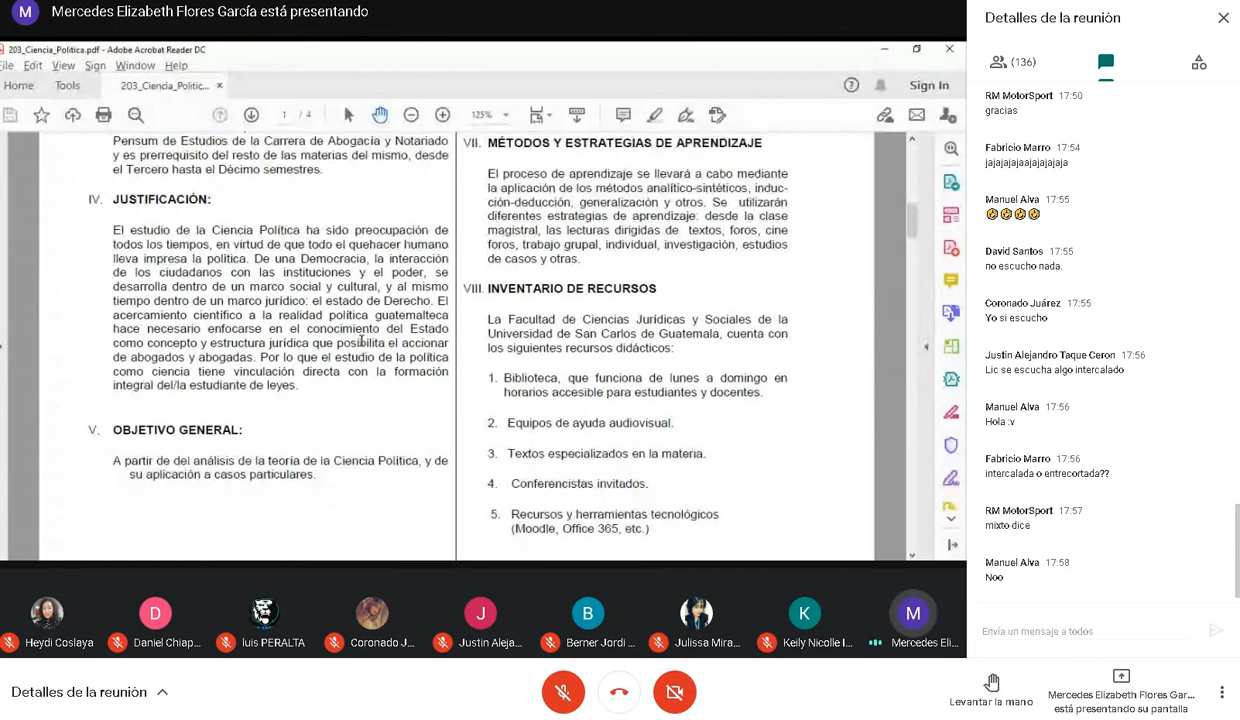 M Mercedes Elizabeth Flores García está presentando
203_Ciencia_Politica.pdf - Adobe Acrobat Reader DC
File Edit View Sign Window Help
Home Tools 203_Ciencia_Politic... × Sign In
1 / 4 125%
Pensum de Estudios de la Carrera de Abogacía y Notariado
y es prerrequisito del resto de las materias del mismo, desde
el Tercero hasta el Décimo semestres.
IV. JUSTIFICACIÓN:
El estudio de la Ciencia Política ha sido preocupación de
todos los tiempos, en virtud de que todo el quehacer humano
lleva impresa la política. De una Democracia, la interacción
de los ciudadanos con las instituciones y el poder, se
desarrolla dentro de un marco social y cultural, y al mismo
tiempo dentro de un marco jurídico: el estado de Derecho. El
acercamiento científico a la realidad política guatemalteca
hace necesario enfocarse en el conocimiento del Estado
como concepto y estructura jurídica que posibilita el accionar
de abogados y abogadas. Por lo que el estudio de la política
como ciencia tiene vinculación directa con la formación
integral del/la estudiante de leyes.
V. OBJETIVO GENERAL:
A partir de del análisis de la teoría de la Ciencia Política, y de
su aplicación a casos particulares.
VII. MÉTODOS Y ESTRATEGIAS DE APRENDIZAJE
El proceso de aprendizaje se llevará a cabo mediante
la aplicación de los métodos analítico-sintéticos, induc-
ción-deducción, generalización y otros. Se utilizarán
diferentes estrategias de aprendizaje: desde la clase
magistral, las lecturas dirigidas de textos, foros, cine
foros, trabajo grupal, individual, investigación, estudios
de casos y otras.
VIII. INVENTARIO DE RECURSOS
La Facultad de Ciencias Jurídicas y Sociales de la
Universidad de San Carlos de Guatemala, cuenta con
los siguientes recursos didácticos:
1. Biblioteca, que funciona de lunes a domingo en
horarios accesible para estudiantes y docentes.
2. Equipos de ayuda audiovisual.
3. Textos especializados en la materia.
4. Conferencistas invitados.
5. Recursos y herramientas tecnológicos
(Moodle, Office 365, etc.)
D J B K M
Heydi Coslaya Daniel Chiap... luis PERALTA Coronado J... Justin Aleja... Berner Jordi ... Julissa Mira... Keily Nicolle l... Mercedes Eli...
Detalles de la reunión
Detalles de la reunión
(136)
RM MotorSport 17:50
gracias
Fabricio Marro 17:54
jajajajajaajajajajaja
Manuel Alva 17:55
🤣🤣🤣🤣
David Santos 17:55
no escucho nada.
Coronado Juárez 17:55
Yo si escucho
Justin Alejandro Taque Ceron 17:56
Lic se escucha algo intercalado
Manuel Alva 17:56
Hola :v
Fabricio Marro 17:56
intercalada o entrecortada??
RM MotorSport 17:57
mixto dice
Manuel Alva 17:58
Noo
Envía un mensaje a todos
Levantar la mano
Mercedes Elizabeth Flores Gar...
está presentando su pantalla